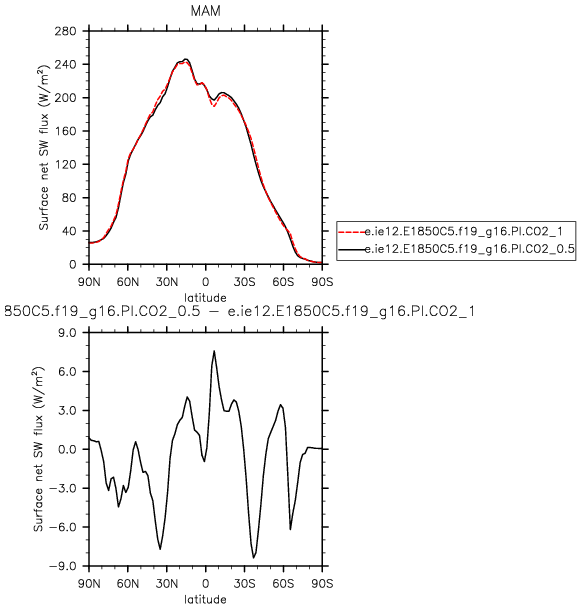 MAM
280
240
200
160
120
80
40
0
Surface net SW flux (W/m²)
90N 60N 30N 0 30S 60S 90S
latitude
e.ie12.E1850C5.f19_g16.PI.CO2_1
e.ie12.E1850C5.f19_g16.PI.CO2_0.5
850C5.f19_g16.PI.CO2_0.5 − e.ie12.E1850C5.f19_g16.PI.CO2_1
9.0
6.0
3.0
0.0
−3.0
−6.0
−9.0
Surface net SW flux (W/m²)
90N 60N 30N 0 30S 60S 90S
latitude